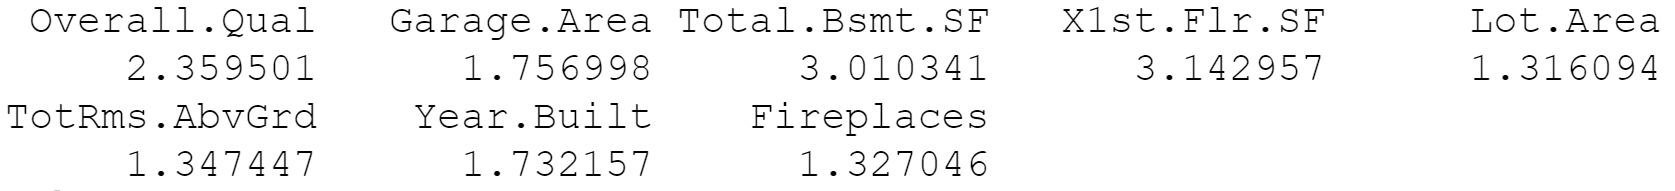 Overall.Qual Garage.Area Total.Bsmt.SF X1st.Flr.SF Lot.Area
2.359501 1.756998 3.010341 3.142957 1.316094
TotRms.AbvGrd Year.Built Fireplaces
1.347447 1.732157 1.327046